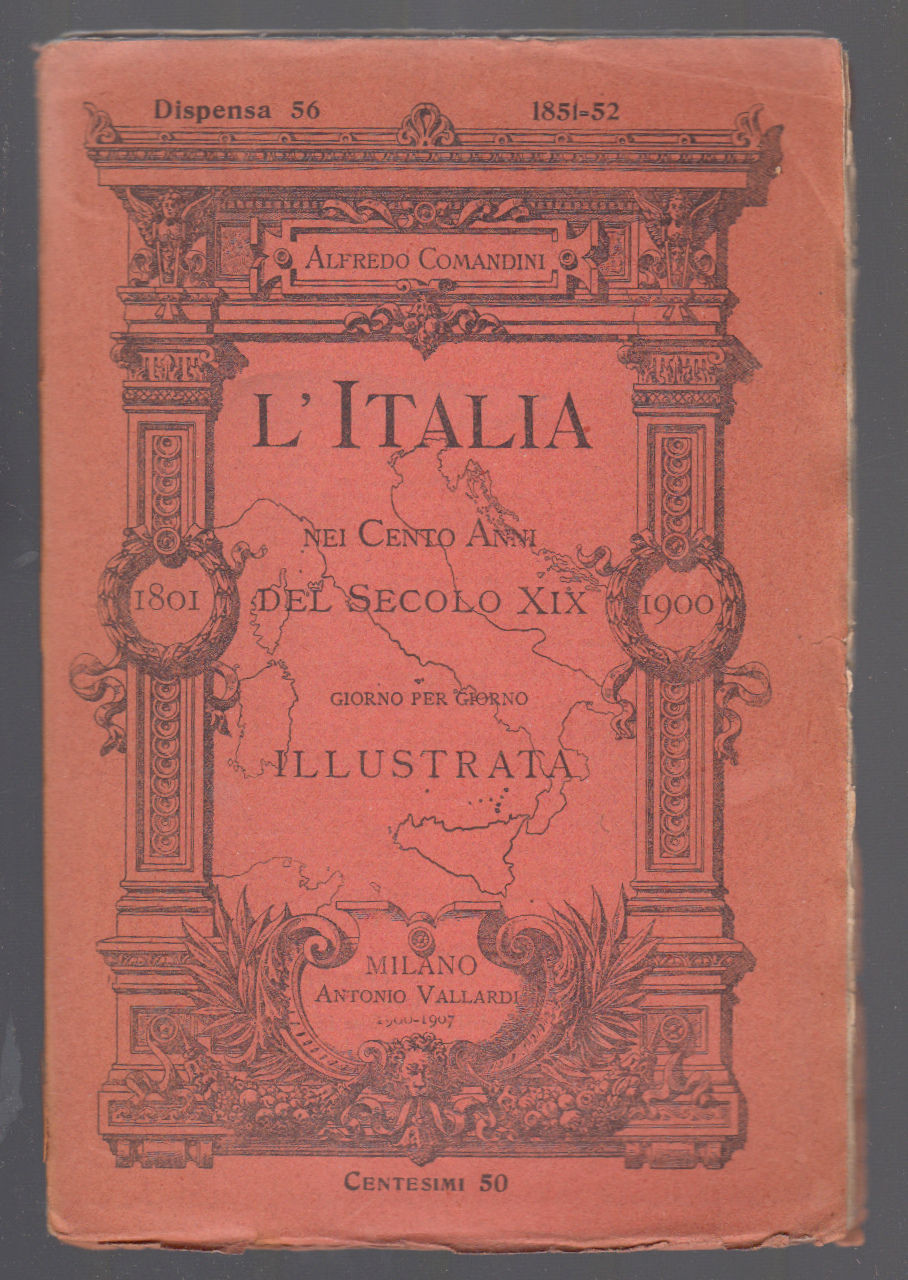 Dispensa 56 1851=52
ALFREDO COMANDINI
L'ITALIA
NEI CENTO ANNI
DEL SECOLO XIX
1801 1900
GIORNO PER GIORNO
ILLUSTRATA
MILANO
ANTONIO VALLARDI
1900-1907
CENTESIMI 50